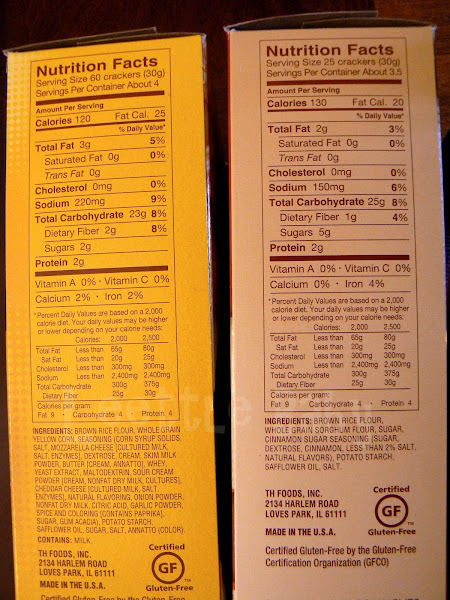 Nutrition Facts
Serving Size 60 crackers (30g)
Servings Per Container About 4
Amount Per Serving
Calories 120 Fat Cal. 25
% Daily Value*
Total Fat 3g 5%
Saturated Fat 0g 0%
Trans Fat 0g
Cholesterol 0mg 0%
Sodium 220mg 9%
Total Carbohydrate 23g 8%
Dietary Fiber 2g 8%
Sugars 2g
Protein 2g
Vitamin A 0% · Vitamin C 0%
Calcium 2% · Iron 2%
*Percent Daily Values are based on a 2,000
calorie diet. Your daily values may be higher
or lower depending on your calorie needs:
Calories: 2,000 2,500
Total Fat Less than 65g 80g
Sat Fat Less than 20g 25g
Cholesterol Less than 300mg 300mg
Sodium Less than 2,400mg 2,400mg
Total Carbohydrate 300g 375g
Dietary Fiber 25g 30g
Calories per gram:
Fat 9 Carbohydrate 4 Protein 4
INGREDIENTS: BROWN RICE FLOUR, WHOLE GRAIN
YELLOW CORN, SEASONING (CORN SYRUP SOLIDS,
SALT, MOZZARELLA CHEESE [CULTURED MILK,
SALT, ENZYMES], DEXTROSE, CREAM, SKIM MILK
POWDER, BUTTER [CREAM, ANNATTO], WHEY,
YEAST EXTRACT, MALTODEXTRIN, SOUR CREAM
POWDER [CREAM, NONFAT DRY MILK, CULTURES],
CHEDDAR CHEESE [CULTURED MILK, SALT,
ENZYMES], NATURAL FLAVORING, ONION POWDER,
NONFAT DRY MILK, CITRIC ACID, GARLIC POWDER,
SPICE AND COLORING [CONTAINS PAPRIKA],
SUGAR, GUM ACACIA), POTATO STARCH,
SAFFLOWER OIL, SUGAR, SALT, ANNATTO (COLOR).
CONTAINS: MILK.
TH FOODS, INC.
2134 HARLEM ROAD
LOVES PARK, IL 61111
MADE IN THE U.S.A.
Certified
GF
Gluten-Free
Certified Gluten-Free by the Gluten-Free
Nutrition Facts
Serving Size 25 crackers (30g)
Servings Per Container About 3.5
Amount Per Serving
Calories 130 Fat Cal. 20
% Daily Value*
Total Fat 2g 3%
Saturated Fat 0g 0%
Trans Fat 0g
Cholesterol 0mg 0%
Sodium 150mg 6%
Total Carbohydrate 25g 8%
Dietary Fiber 1g 4%
Sugars 5g
Protein 2g
Vitamin A 0% · Vitamin C 0%
Calcium 0% · Iron 4%
*Percent Daily Values are based on a 2,000
calorie diet. Your daily values may be higher
or lower depending on your calorie needs:
Calories: 2,000 2,500
Total Fat Less than 65g 80g
Sat Fat Less than 20g 25g
Cholesterol Less than 300mg 300mg
Sodium Less than 2,400mg 2,400mg
Total Carbohydrate 300g 375g
Dietary Fiber 25g 30g
Calories per gram:
Fat 9 Carbohydrate 4 Protein 4
INGREDIENTS: BROWN RICE FLOUR,
WHOLE GRAIN SORGHUM FLOUR, SUGAR,
CINNAMON SUGAR SEASONING (SUGAR,
DEXTROSE, CINNAMON, LESS THAN 2% SALT,
NATURAL FLAVORS), POTATO STARCH,
SAFFLOWER OIL, SALT.
TH FOODS, INC.
2134 HARLEM ROAD
LOVES PARK, IL 61111
MADE IN THE U.S.A.
Certified
GF
Gluten-Free
Certified Gluten-Free by the Gluten-Free
Certification Organization (GFCO)